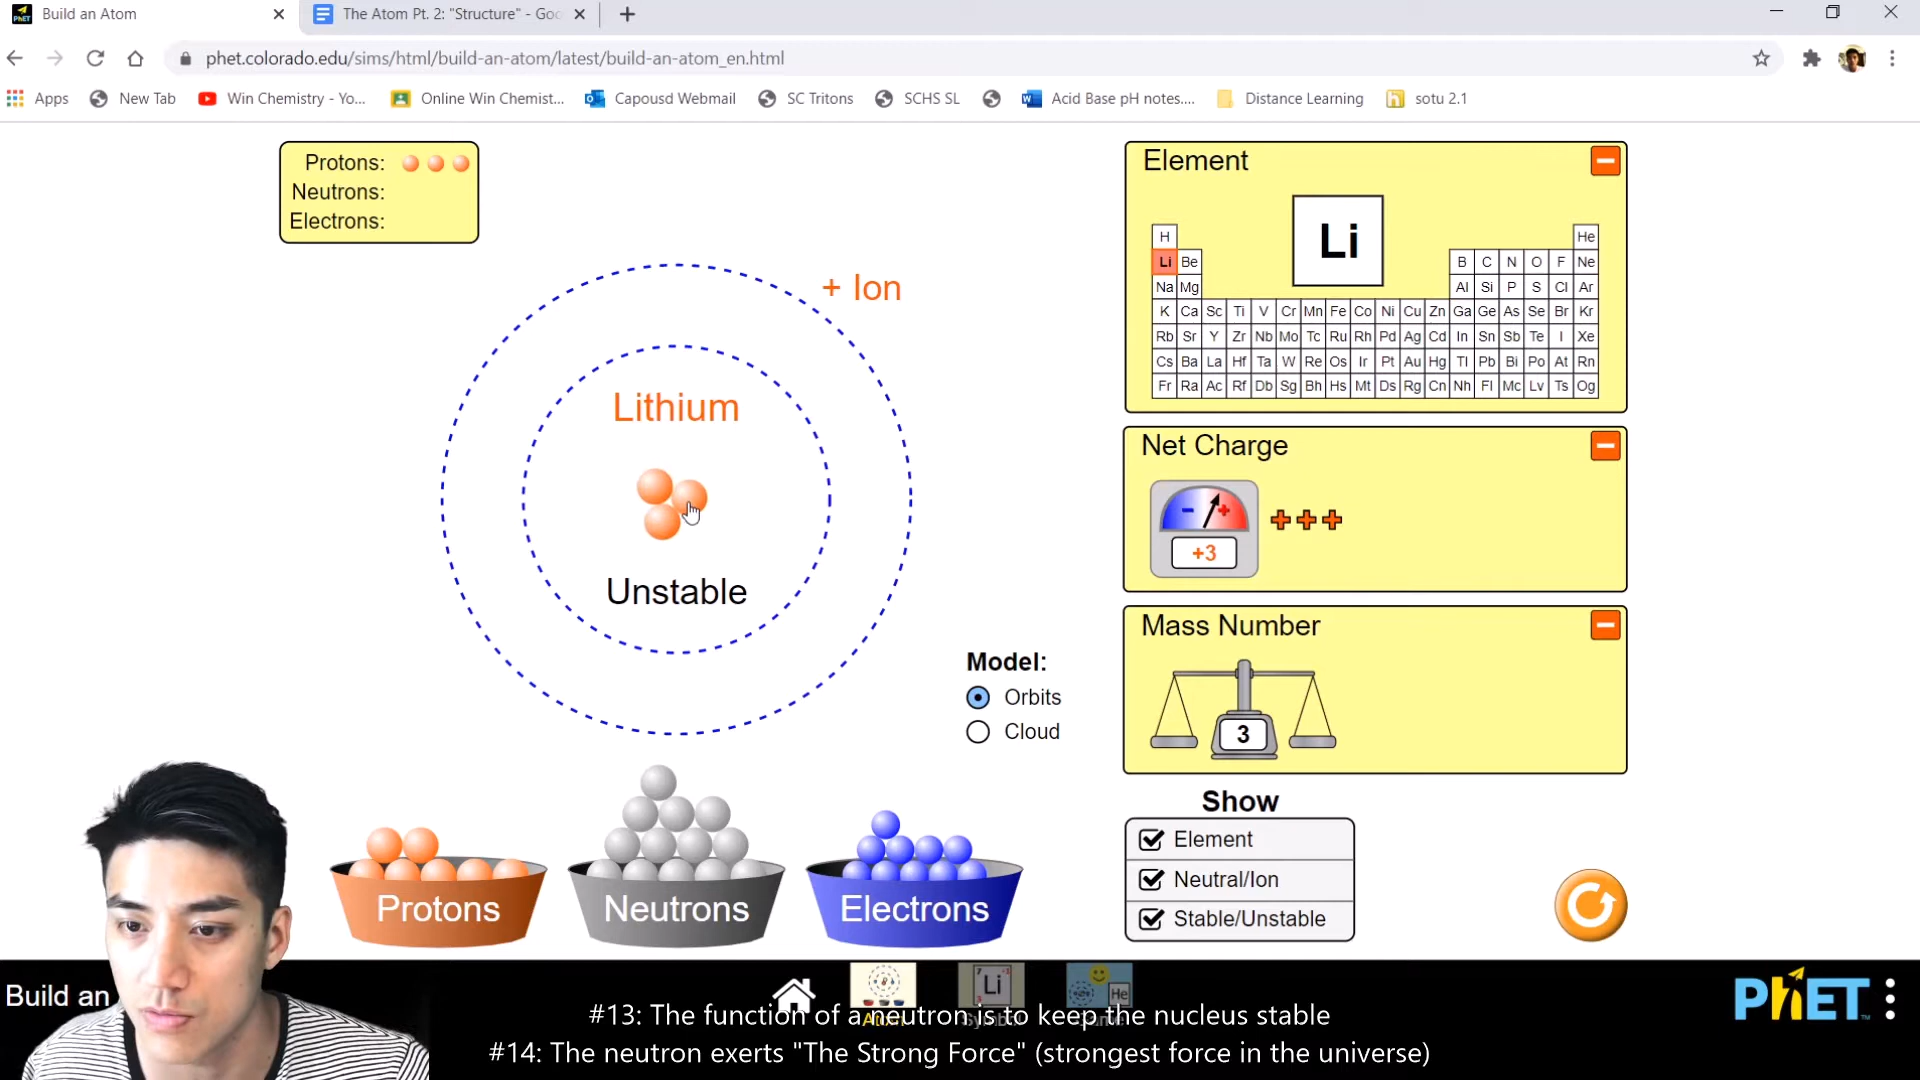 Build an Atom
The Atom Pt. 2: "Structure" - Goo
phet.colorado.edu/sims/html/build-an-atom/latest/build-an-atom_en.html
Apps New Tab Win Chemistry - Yo... Online Win Chemist... Capousd Webmail SC Tritons SCHS SL Acid Base pH notes.... Distance Learning sotu 2.1
Protons:
Neutrons:
Electrons:
+ Ion
Lithium
Unstable
Model:
Orbits
Cloud
Protons
Neutrons
Electrons
Element
Li
H He
Li Be B C N O F Ne
Na Mg Al Si P S Cl Ar
K Ca Sc Ti V Cr Mn Fe Co Ni Cu Zn Ga Ge As Se Br Kr
Rb Sr Y Zr Nb Mo Tc Ru Rh Pd Ag Cd In Sn Sb Te I Xe
Cs Ba La Hf Ta W Re Os Ir Pt Au Hg Tl Pb Bi Po At Rn
Fr Ra Ac Rf Db Sg Bh Hs Mt Ds Rg Cn Nh Fl Mc Lv Ts Og
Net Charge
- +
+3
+++
Mass Number
3
Show
Element
Neutral/Ion
Stable/Unstable
Build an
Atom
Li
He
PhET
#13: The function of a neutron is to keep the nucleus stable
#14: The neutron exerts "The Strong Force" (strongest force in the universe)